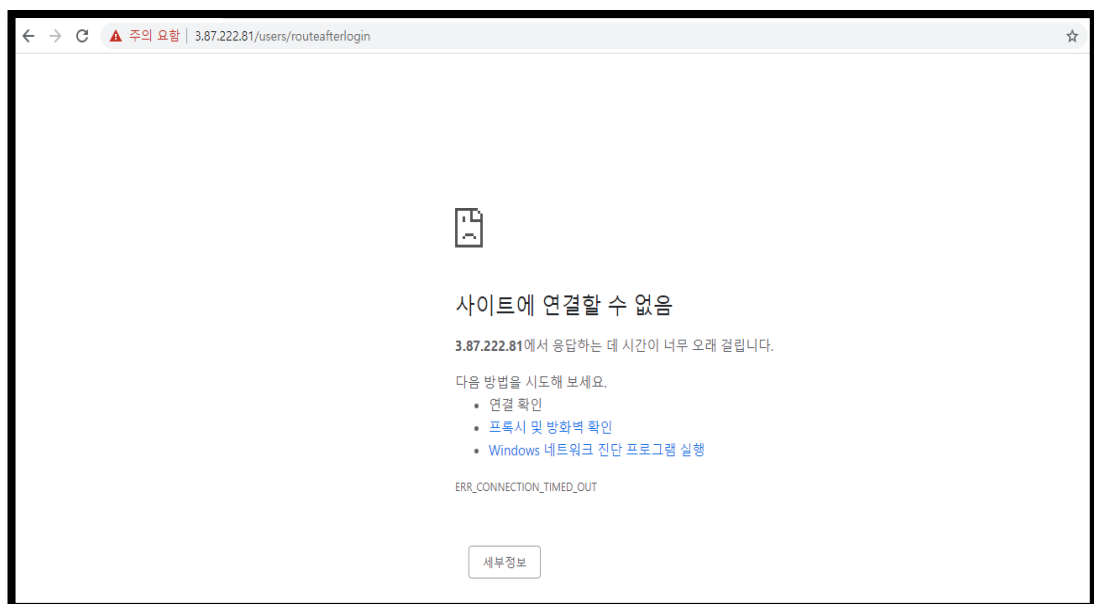 주의 요함 | 3.87.222.81/users/routeafterlogin
사이트에 연결할 수 없음
3.87.222.81에서 응답하는 데 시간이 너무 오래 걸립니다.
다음 방법을 시도해 보세요.
• 연결 확인
• 프록시 및 방화벽 확인
• Windows 네트워크 진단 프로그램 실행
ERR_CONNECTION_TIMED_OUT
세부정보